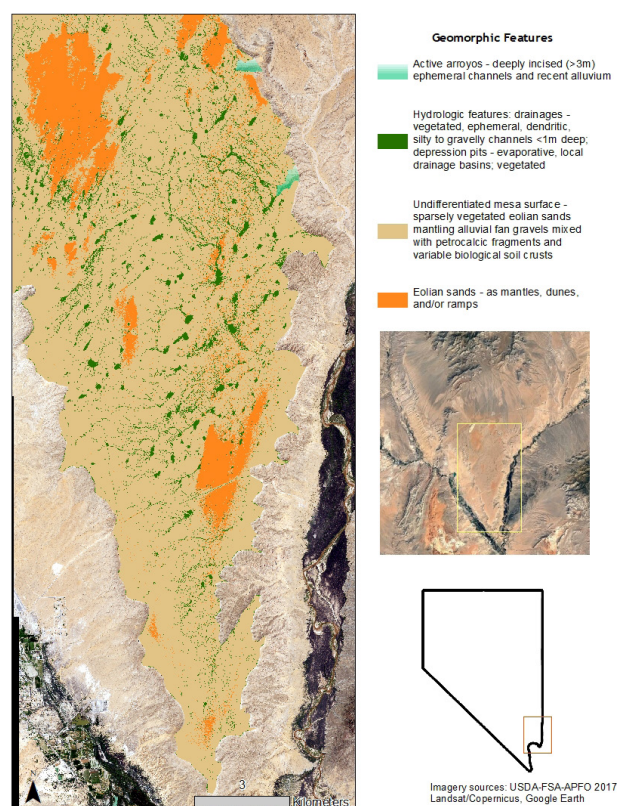 Geomorphic Features
Active arroyos - deeply incised (>3m)
ephemeral channels and recent alluvium
Hydrologic features: drainages -
vegetated, ephemeral, dendritic,
silty to gravelly channels <1m deep;
depression pits - evaporative, local
drainage basins; vegetated
Undifferentiated mesa surface -
sparsely vegetated eolian sands
mantling alluvial fan gravels mixed
with petrocalcic fragments and
variable biological soil crusts
Eolian sands - as mantles, dunes,
and/or ramps
3
Kilometers
Imagery sources: USDA-FSA-APFO 2017
Landsat/Copernicus, Google Earth